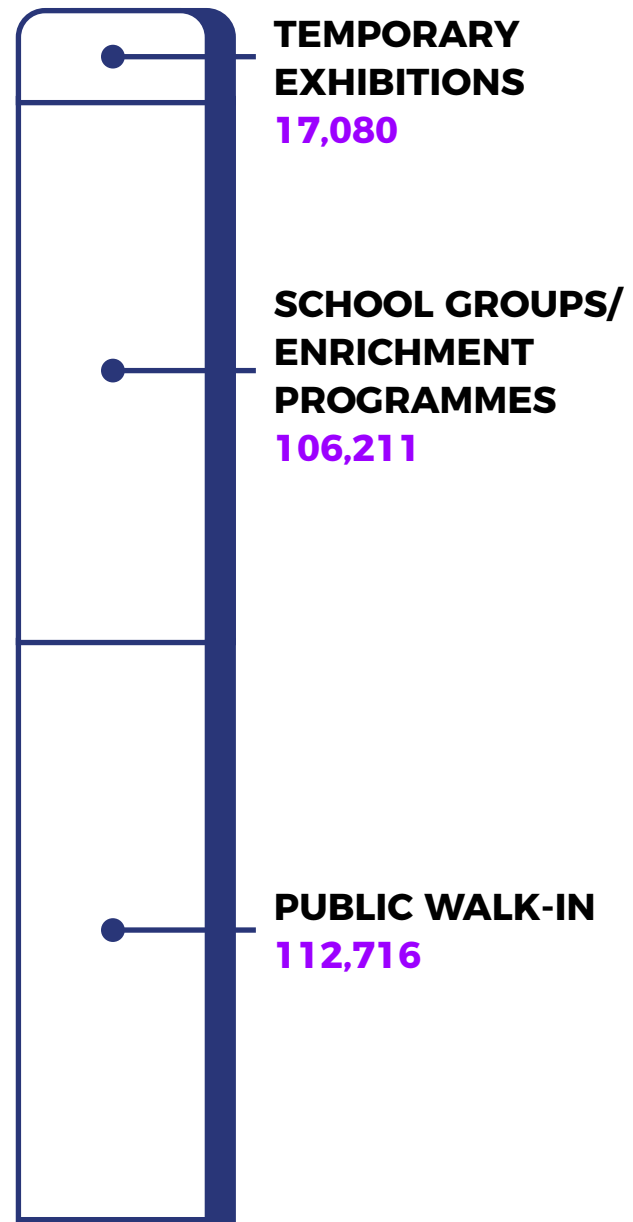 TEMPORARY
EXHIBITIONS
17,080
SCHOOL GROUPS/
ENRICHMENT
PROGRAMMES
106,211
PUBLIC WALK-IN
112,716